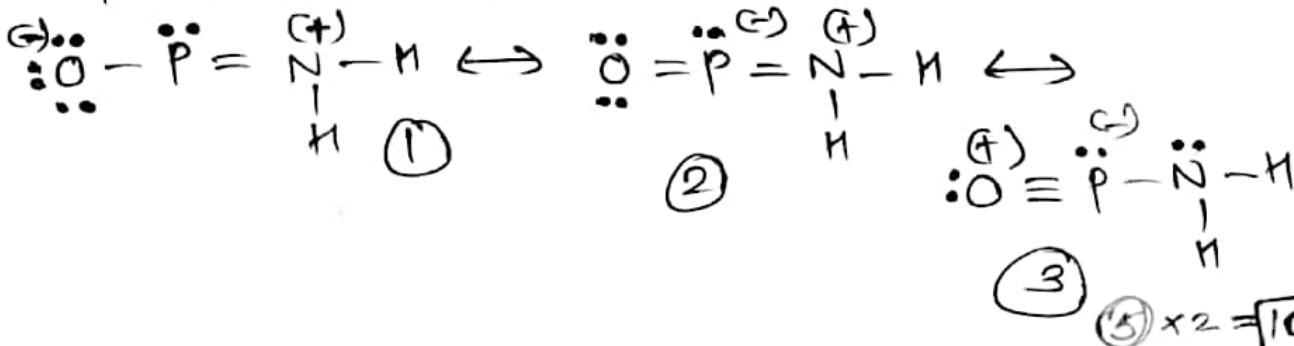 (-) :Ö - P̈ = N(+) - H ↔ Ö = P̈(-) = N(+) - H ↔
H ① H
② :O(+) ≡ P̈(-) - N̈ - H
H
③
⑤ × 2 = 10